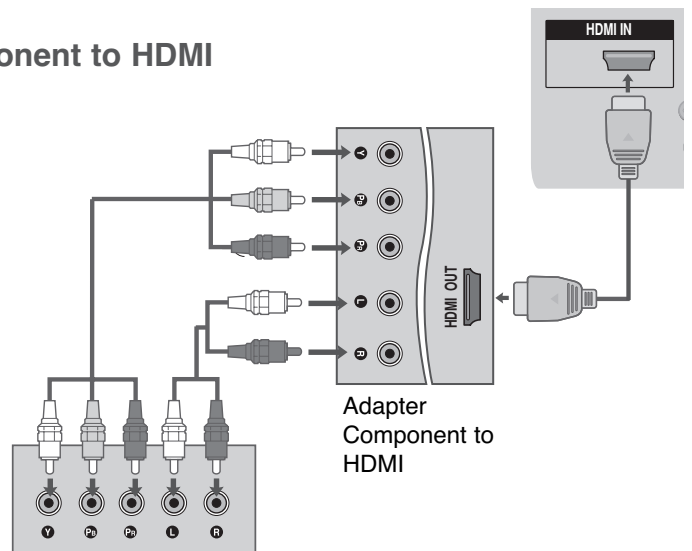 onent to HDMI
HDMI IN
Y
PB
PR
L
R
HDMI OUT
Adapter
Component to
HDMI
Y PB PR L R